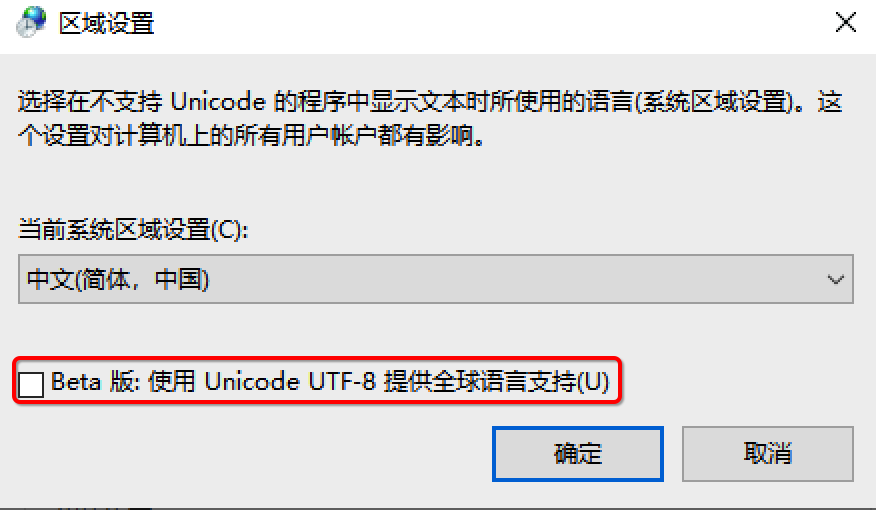 区域设置
选择在不支持 Unicode 的程序中显示文本时所使用的语言(系统区域设置)。这
个设置对计算机上的所有用户帐户都有影响。
当前系统区域设置(C):
中文(简体，中国)
Beta 版: 使用 Unicode UTF-8 提供全球语言支持(U)
确定
取消